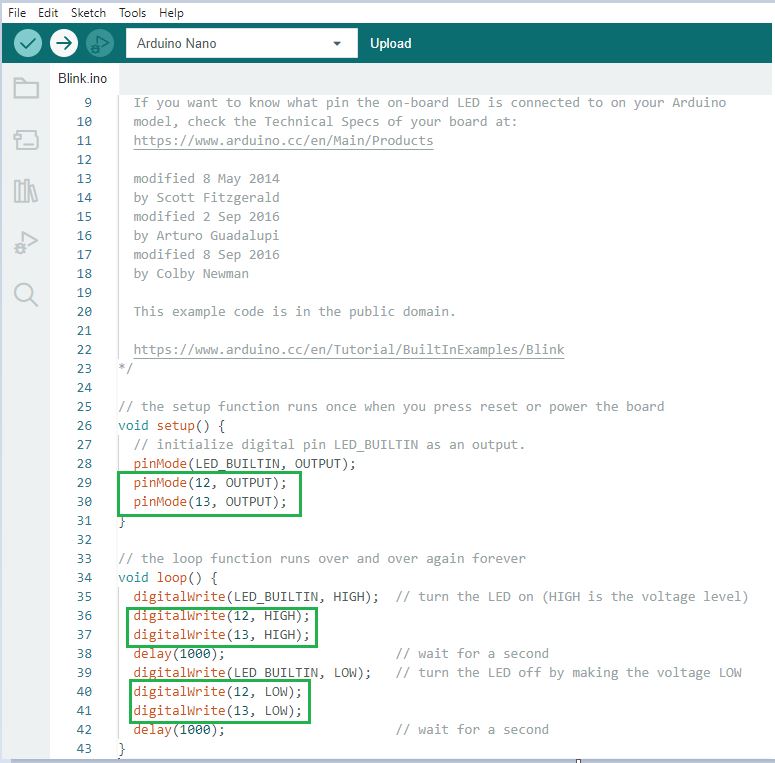 File Edit Sketch Tools Help
Arduino Nano Upload
Blink.ino
9 If you want to know what pin the on-board LED is connected to on your Arduino
10 model, check the Technical Specs of your board at:
11 https://www.arduino.cc/en/Main/Products
12
13 modified 8 May 2014
14 by Scott Fitzgerald
15 modified 2 Sep 2016
16 by Arturo Guadalupi
17 modified 8 Sep 2016
18 by Colby Newman
19
20 This example code is in the public domain.
21
22 https://www.arduino.cc/en/Tutorial/BuiltInExamples/Blink
23 */
24
25 // the setup function runs once when you press reset or power the board
26 void setup() {
27 // initialize digital pin LED_BUILTIN as an output.
28 pinMode(LED_BUILTIN, OUTPUT);
29 pinMode(12, OUTPUT);
30 pinMode(13, OUTPUT);
31 }
32
33 // the loop function runs over and over again forever
34 void loop() {
35 digitalWrite(LED_BUILTIN, HIGH); // turn the LED on (HIGH is the voltage level)
36 digitalWrite(12, HIGH);
37 digitalWrite(13, HIGH);
38 delay(1000); // wait for a second
39 digitalWrite(LED_BUILTIN, LOW); // turn the LED off by making the voltage LOW
40 digitalWrite(12, LOW);
41 digitalWrite(13, LOW);
42 delay(1000); // wait for a second
43 }